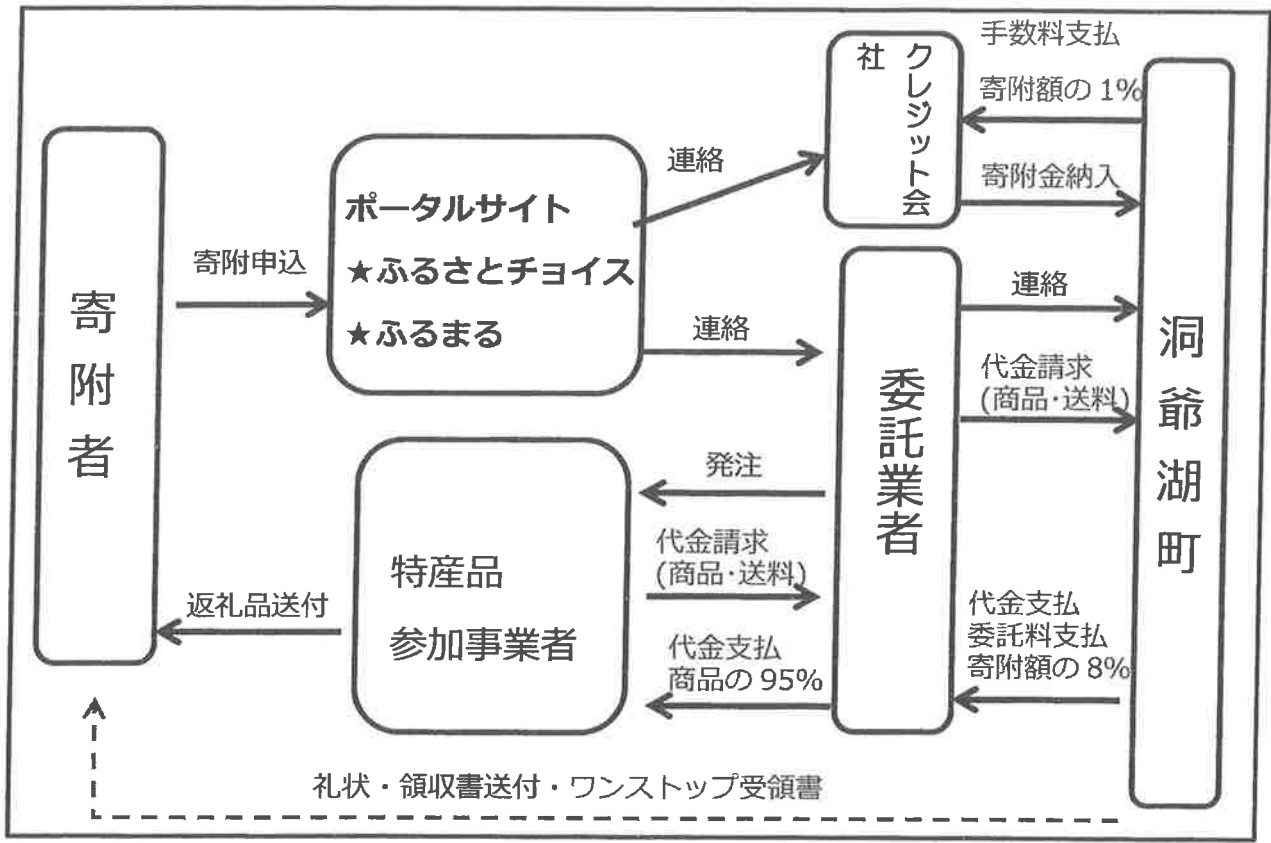 寄附者
寄附申込
ポータルサイト
★ふるさとチョイス
★ふるまる
連絡
連絡
クレジット会社
手数料支払
寄附額の 1%
寄附金納入
委託業者
連絡
代金請求
(商品・送料)
洞爺湖町
発注
代金請求
(商品・送料)
代金支払
商品の 95%
特産品
参加事業者
返礼品送付
代金支払
委託料支払
寄附額の 8%
礼状・領収書送付・ワンストップ受領書